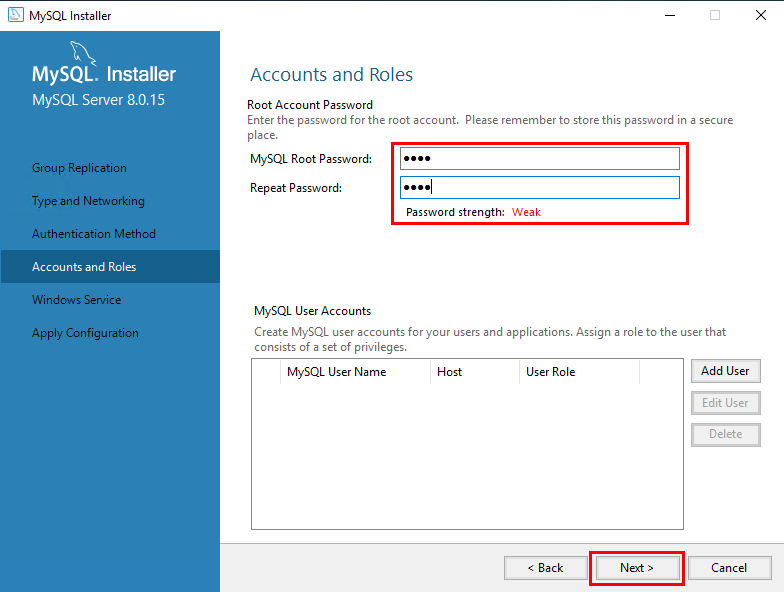 MySQL Installer
MySQL® Installer
MySQL Server 8.0.15
Group Replication
Type and Networking
Authentication Method
Accounts and Roles
Windows Service
Apply Configuration
Accounts and Roles
Root Account Password
Enter the password for the root account.  Please remember to store this password in a secure
place.
MySQL Root Password: ●●●●
Repeat Password: ●●●●
Password strength: Weak
MySQL User Accounts
Create MySQL user accounts for your users and applications. Assign a role to the user that
consists of a set of privileges.
MySQL User Name Host User Role
Add User
Edit User
Delete
< Back Next > Cancel